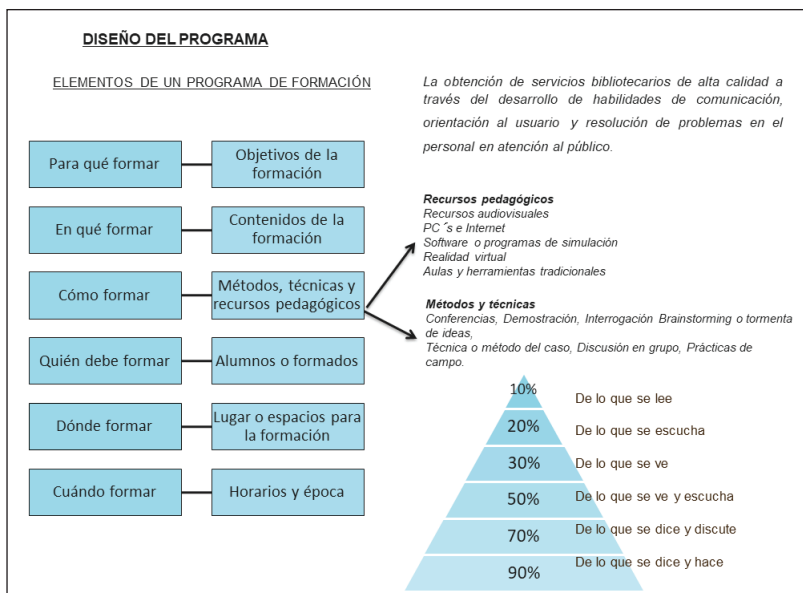 DISEÑO DEL PROGRAMA
ELEMENTOS DE UN PROGRAMA DE FORMACIÓN
Para qué formar
Objetivos de la
formación
En qué formar
Contenidos de la
formación
Cómo formar
Métodos, técnicas y
recursos pedagógicos
Quién debe formar
Alumnos o formados
Dónde formar
Lugar o espacios para
la formación
Cuándo formar
Horarios y época
La obtención de servicios bibliotecarios de alta calidad a
través del desarrollo de habilidades de comunicación,
orientación al usuario y resolución de problemas en el
personal en atención al público.
Recursos pedagógicos
Recursos audiovisuales
PC´s e Internet
Software o programas de simulación
Realidad virtual
Aulas y herramientas tradicionales
Métodos y técnicas
Conferencias, Demostración, Interrogación Brainstorming o tormenta
de ideas,
Técnica o método del caso, Discusión en grupo, Pràcticas de
campo.
10% De lo que se lee
20% De lo que se escucha
30% De lo que se ve
50% De lo que se ve y escucha
70% De lo que se dice y discute
90% De lo que se dice y hace